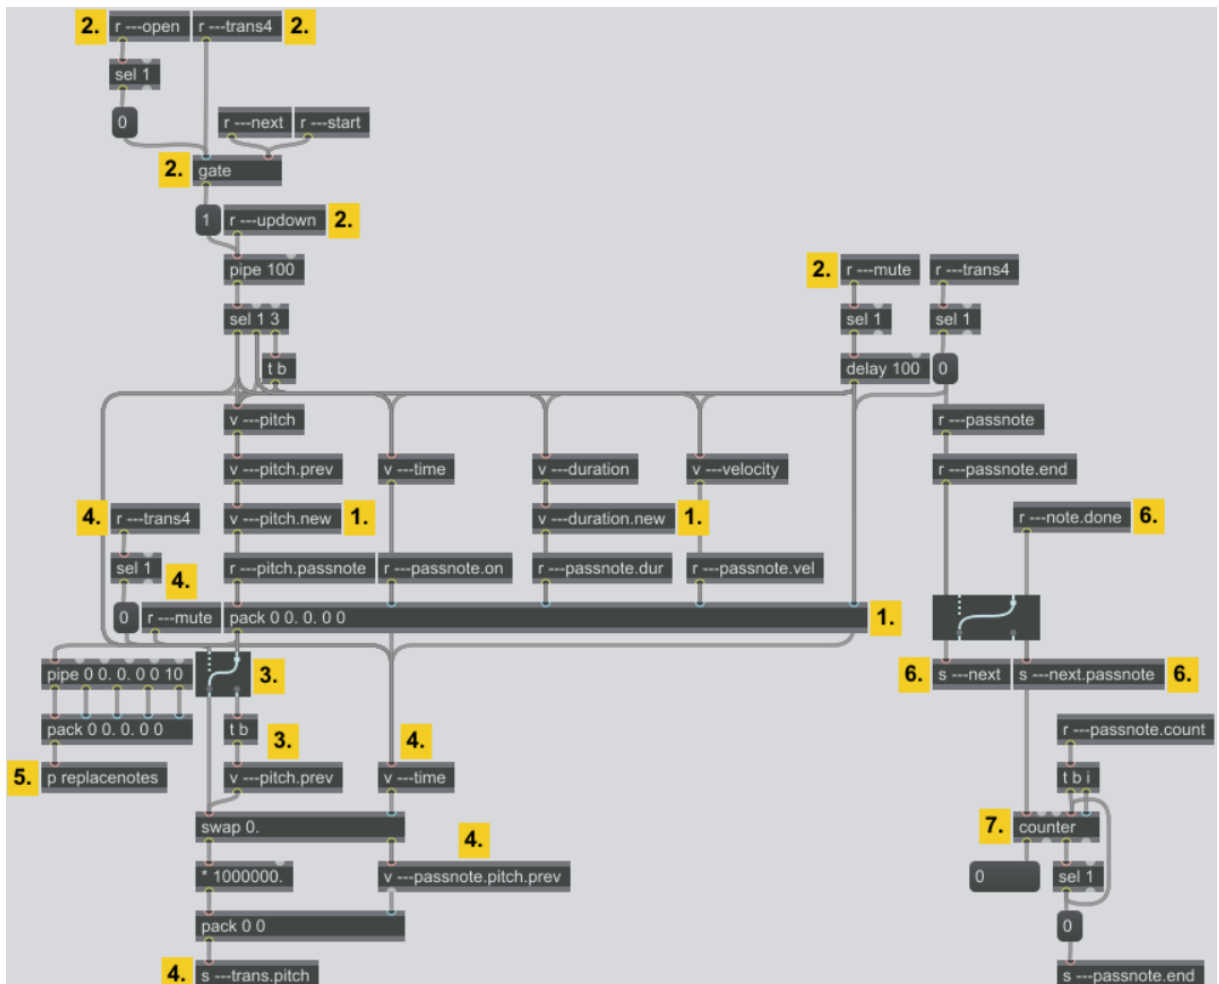 2. r ---open r ---trans4 2.
sel 1
0 r ---next r ---start
2. gate
1 r ---updown 2.
pipe 100 2. r ---mute r ---trans4
sel 1 3 sel 1 sel 1
t b delay 100 0
v ---pitch r ---passnote
v ---pitch.prev v ---time v ---duration v ---velocity r ---passnote.end
4. r ---trans4 v ---pitch.new 1. v ---duration.new 1. r ---note.done 6.
sel 1 4. r ---pitch.passnote r ---passnote.on r ---passnote.dur r ---passnote.vel
0 r ---mute pack 0 0. 0. 0 0 1.
pipe 0 0. 0. 0 0 10 3. 6. s ---next s ---next.passnote 6.
pack 0 0. 0. 0 0 t b 3. 4. r ---passnote.count
5. p replacenotes v ---pitch.prev v ---time t b i
swap 0. 7. counter
4.
* 1000000. v ---passnote.pitch.prev 0 sel 1
pack 0 0 0
4. s ---trans.pitch s ---passnote.end